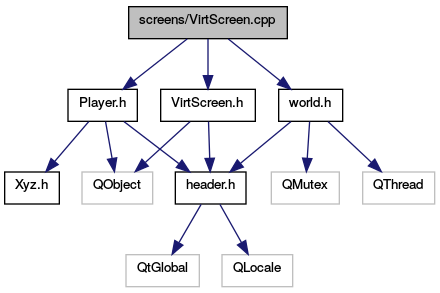 screens/VirtScreen.cpp
Player.h
VirtScreen.h
world.h
Xyz.h
QObject
header.h
QMutex
QThread
QtGlobal
QLocale